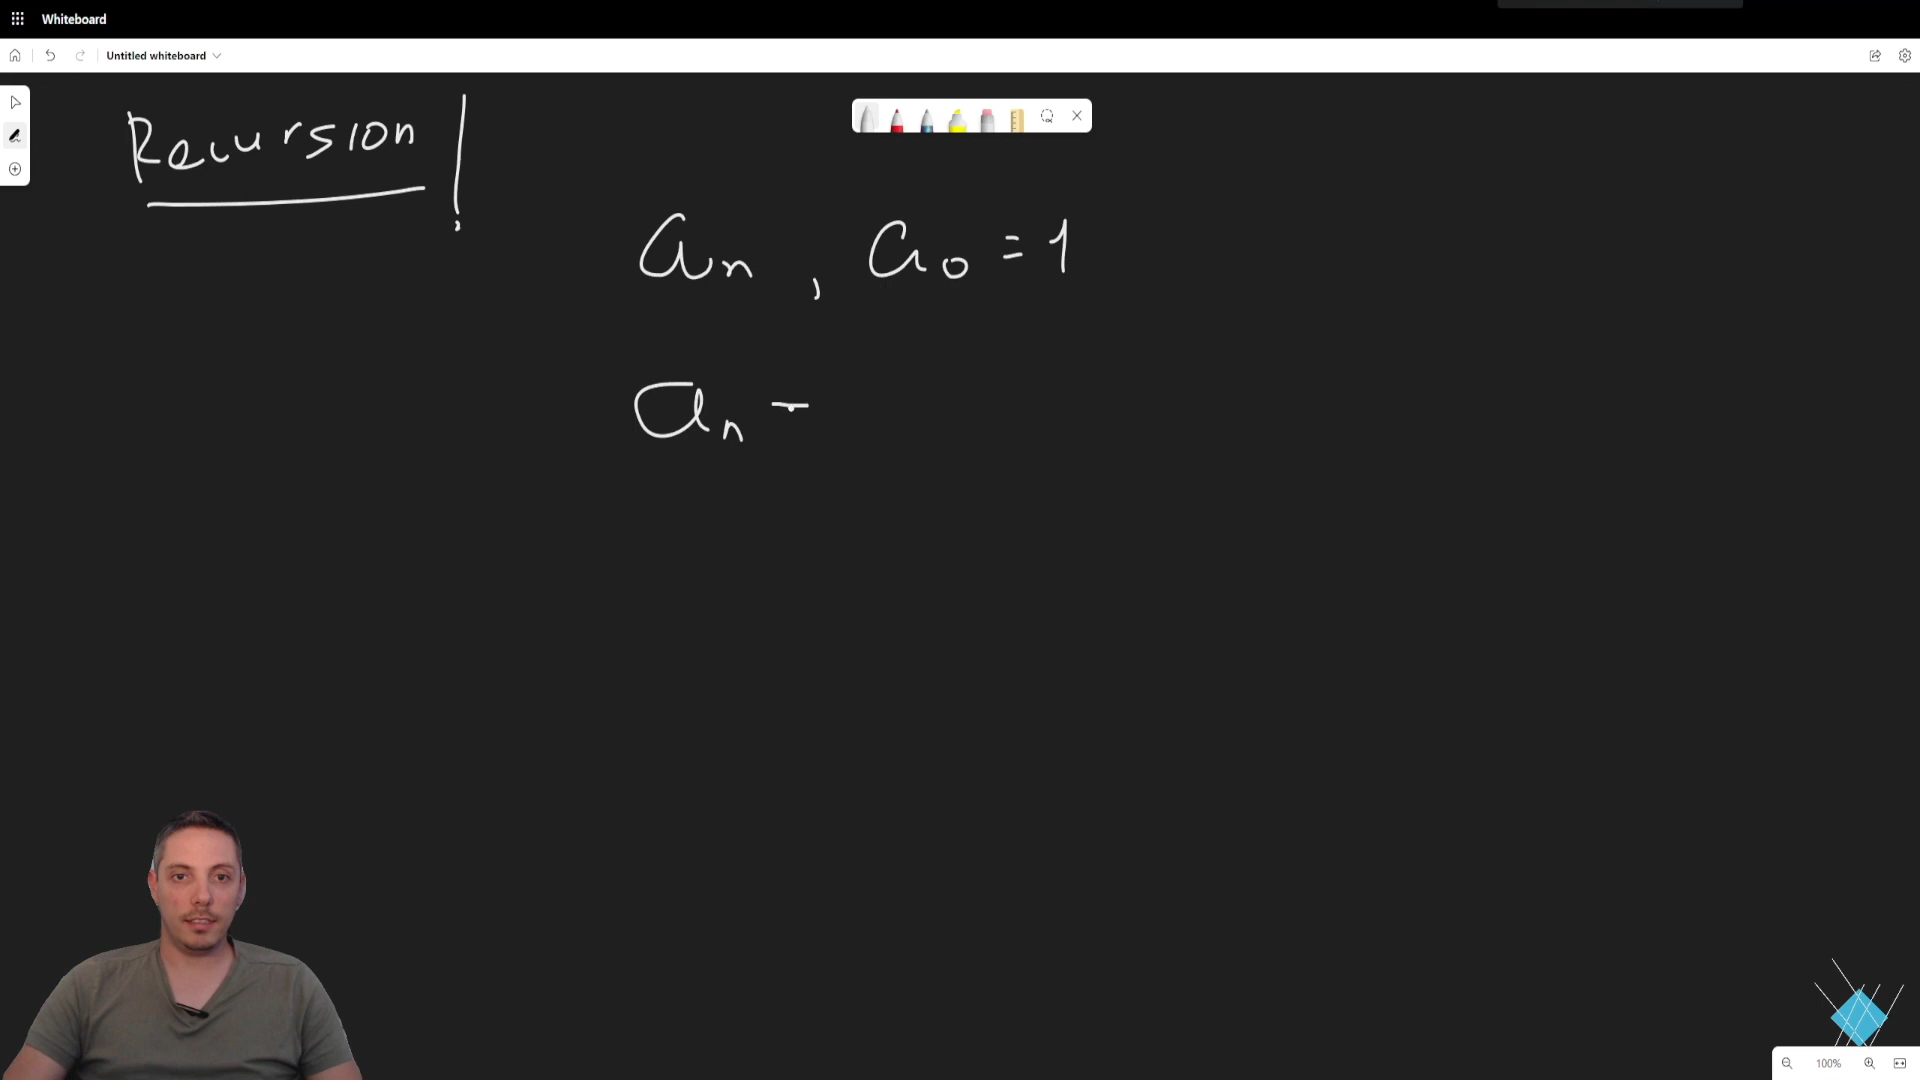 Whiteboard
Untitled whiteboard
Recursion!
aₙ , a₀ = 1
aₙ -
100%